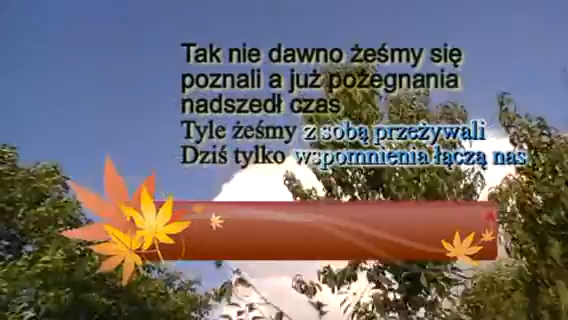 Tak nie dawno żeśmy się
poznali a już pożegnania
nadszedł czas
Tyle żeśmy z sobą przeżywali
Dziś tylko wspomnienia łączą nas